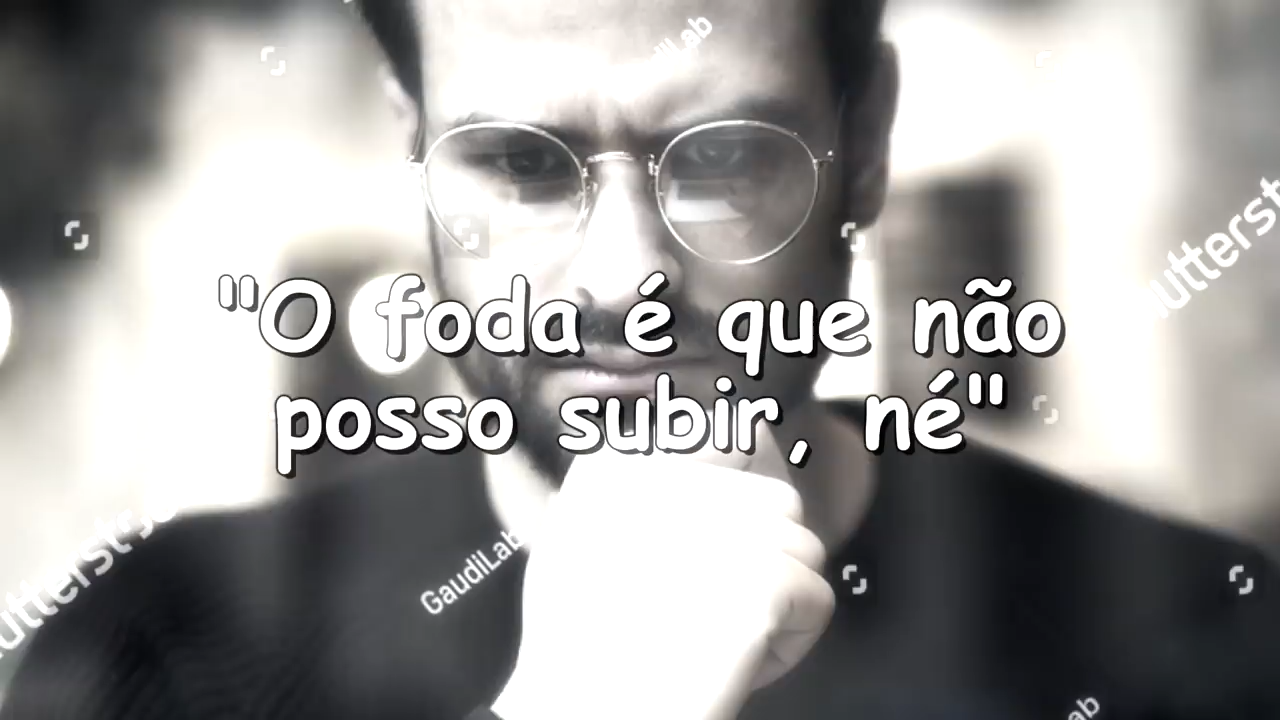 "O foda é que não
posso subir, né"
GaudiLab